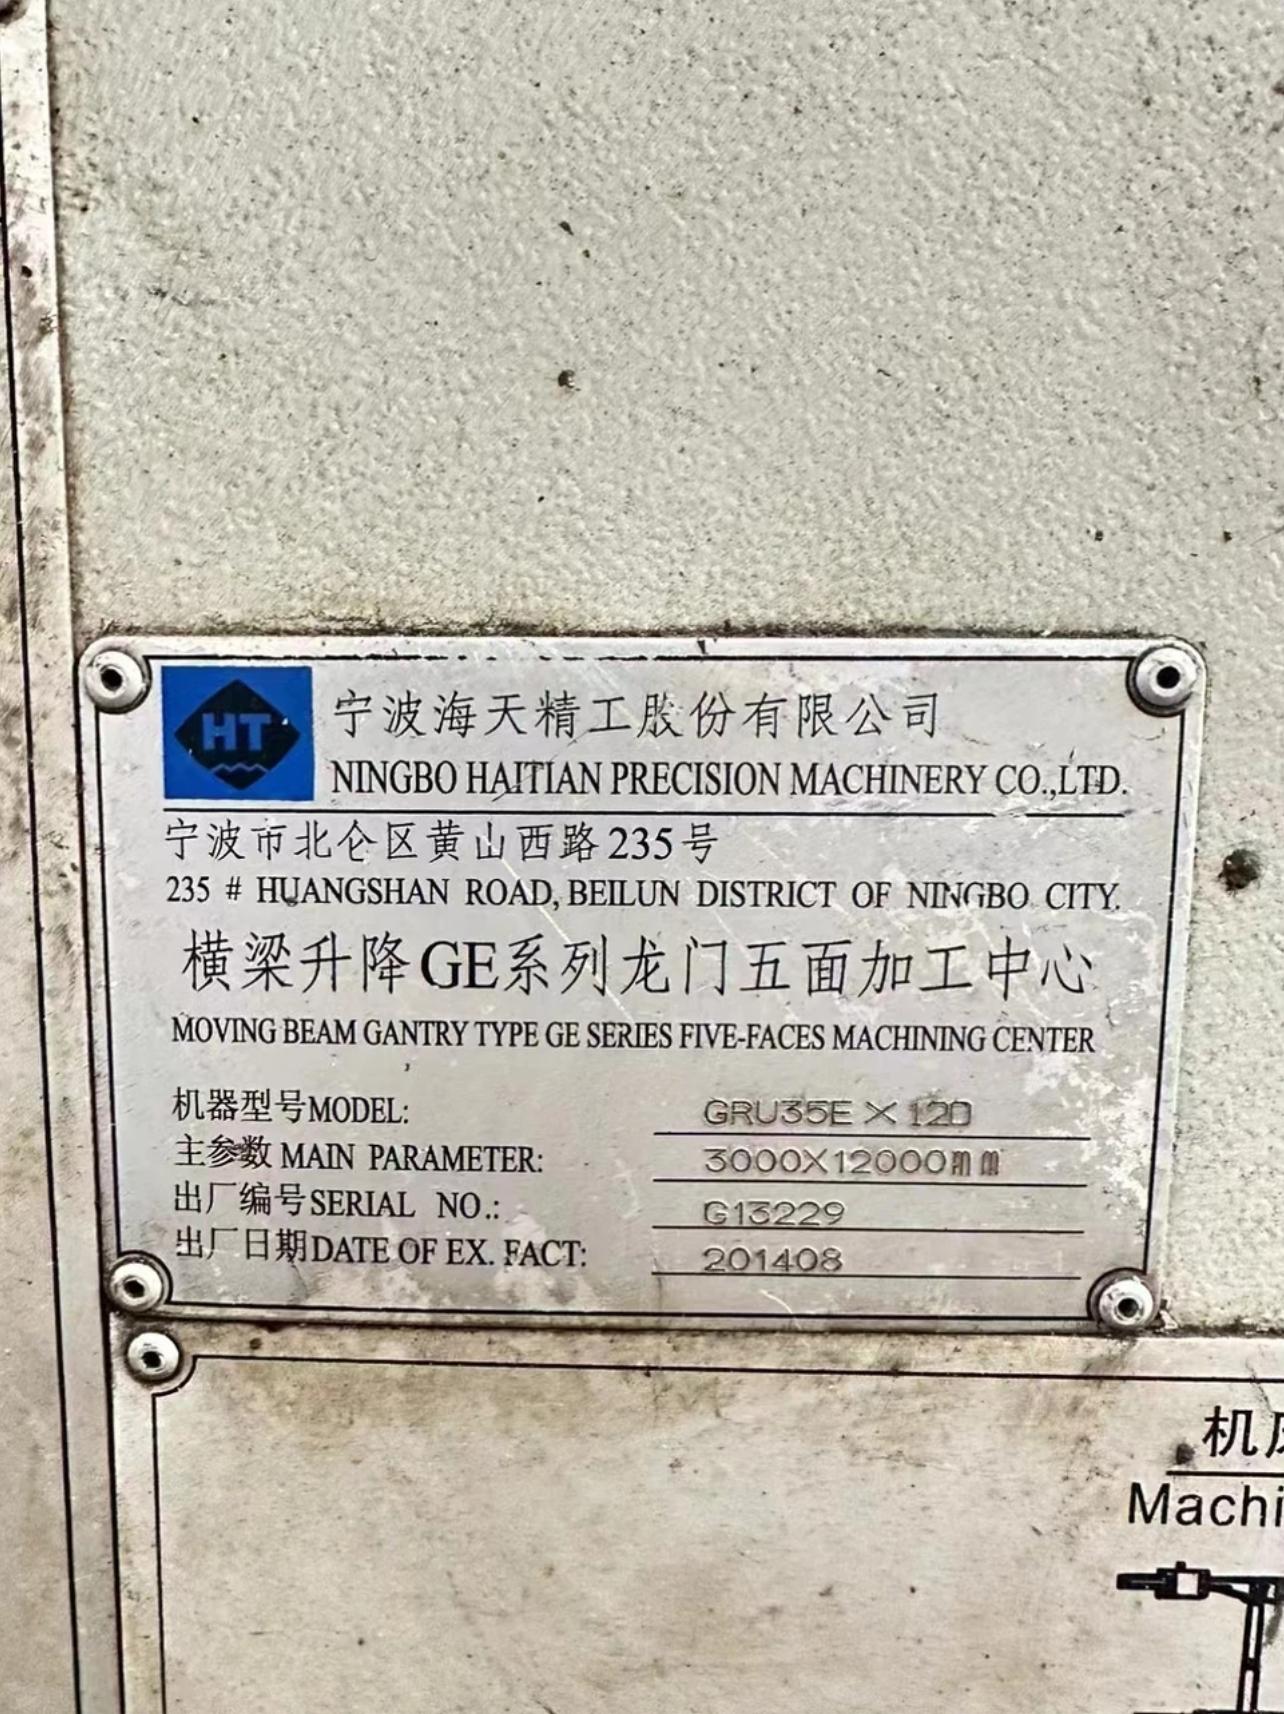 HT
宁波海天精工股份有限公司
NINGBO HAITIAN PRECISION MACHINERY CO.,LTD.
宁波市北仑区黄山西路235号
235 # HUANGSHAN ROAD, BEILUN DISTRICT OF NINGBO CITY.
横梁升降GE系列龙门五面加工中心
MOVING BEAM GANTRY TYPE GE SERIES FIVE-FACES MACHINING CENTER
机器型号MODEL: GRU35E×120
主参数 MAIN PARAMETER: 3000X12000mm
出厂编号SERIAL NO.: G13229
出厂日期DATE OF EX. FACT: 201408
机
Machi